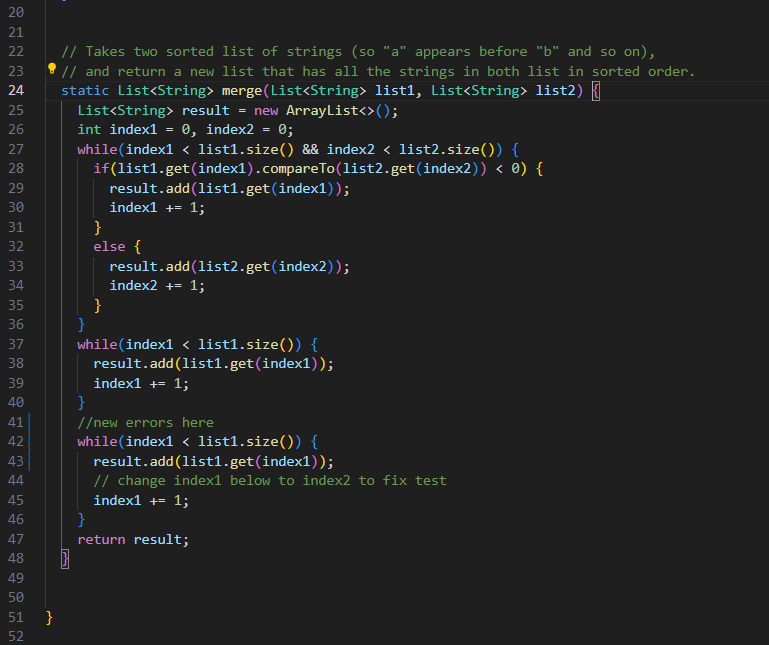 20
21
22 // Takes two sorted list of strings (so "a" appears before "b" and so on),
23 // and return a new list that has all the strings in both list in sorted order.
24 static List<String> merge(List<String> list1, List<String> list2) {
25 List<String> result = new ArrayList<>();
26 int index1 = 0, index2 = 0;
27 while(index1 < list1.size() && index2 < list2.size()) {
28 if(list1.get(index1).compareTo(list2.get(index2)) < 0) {
29 result.add(list1.get(index1));
30 index1 += 1;
31 }
32 else {
33 result.add(list2.get(index2));
34 index2 += 1;
35 }
36 }
37 while(index1 < list1.size()) {
38 result.add(list1.get(index1));
39 index1 += 1;
40 }
41 //new errors here
42 while(index1 < list1.size()) {
43 result.add(list1.get(index1));
44 // change index1 below to index2 to fix test
45 index1 += 1;
46 }
47 return result;
48 }
49
50
51 }
52